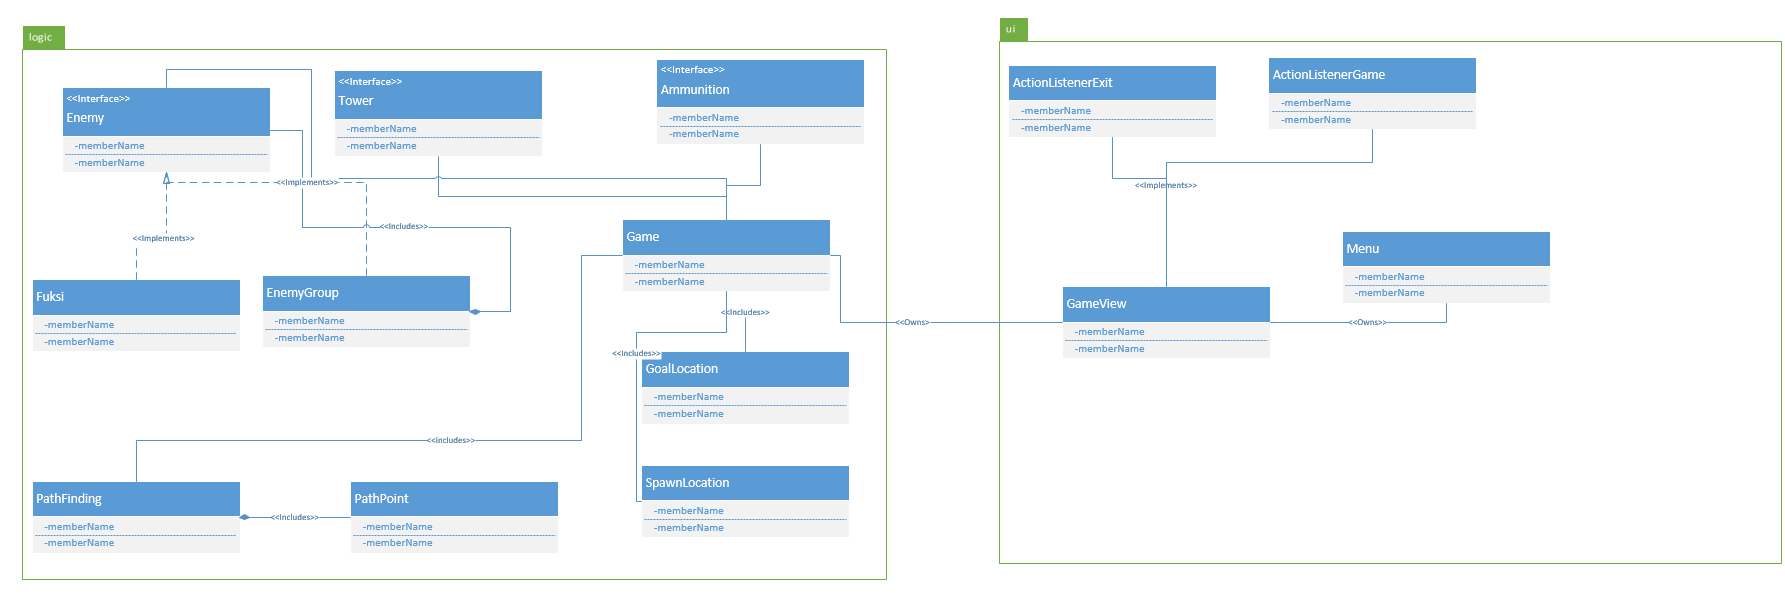 logic
<<Interface>>
Enemy
-memberName
-memberName
<<Interface>>
Tower
-memberName
-memberName
<<Interface>>
Ammunition
-memberName
-memberName
<<Implements>>
<<Implements>>
<<Includes>>
Fuksi
-memberName
-memberName
EnemyGroup
-memberName
-memberName
Game
-memberName
-memberName
<<Includes>>
<<Includes>>
GoalLocation
-memberName
-memberName
<<includes>>
SpawnLocation
-memberName
-memberName
PathFinding
-memberName
-memberName
<<Includes>>
PathPoint
-memberName
-memberName
<<Owns>
ui
ActionListenerExit
-memberName
-memberName
ActionListenerGame
-memberName
-memberName
<<Implements>>
Menu
-memberName
-memberName
GameView
-memberName
-memberName
<<Owns>>